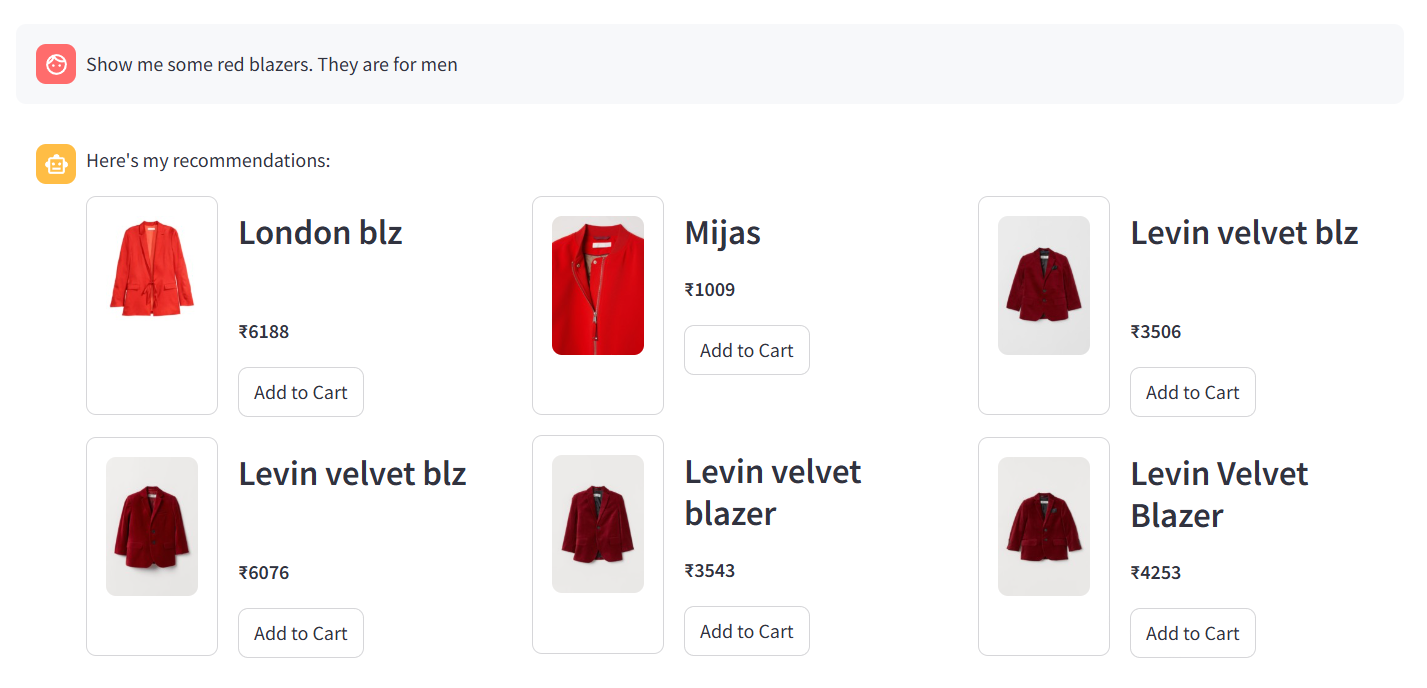 Show me some red blazers. They are for men
Here's my recommendations:
London blz
₹6188
Add to Cart
Mijas
₹1009
Add to Cart
Levin velvet blz
₹3506
Add to Cart
Levin velvet blz
₹6076
Add to Cart
Levin velvet
blazer
₹3543
Add to Cart
Levin Velvet
Blazer
₹4253
Add to Cart